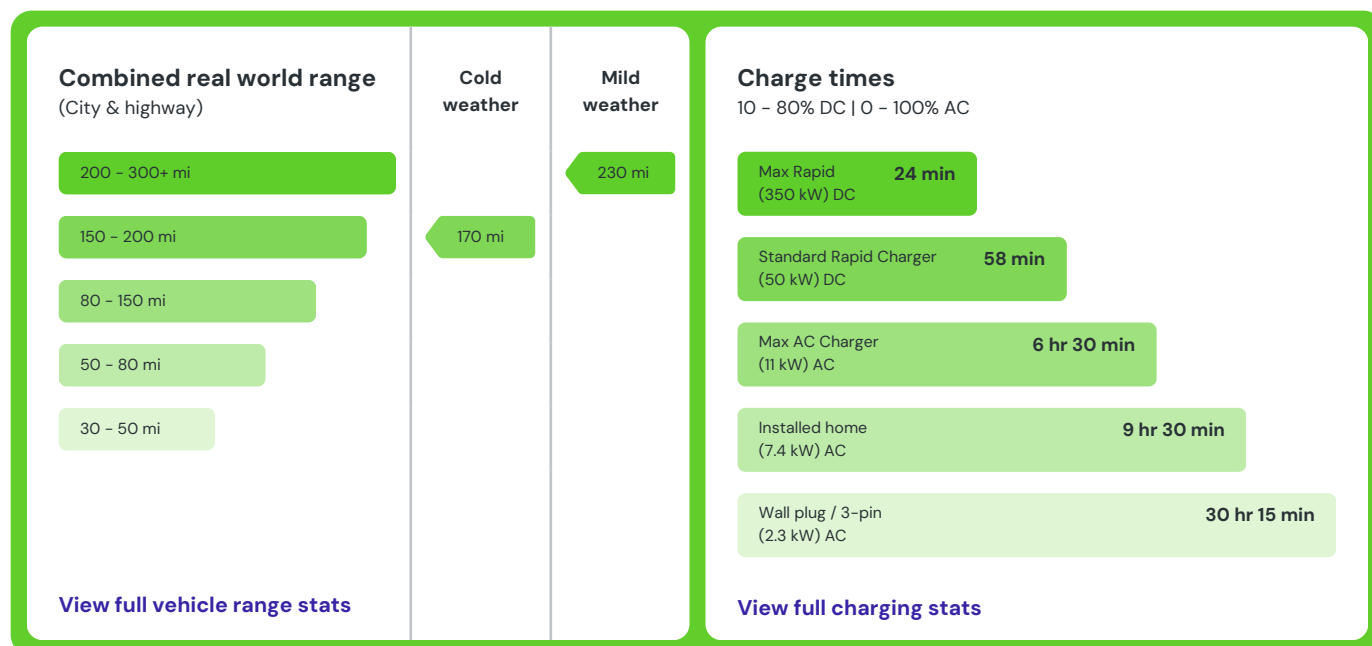 Combined real world range
(City & highway)
Cold
weather
Mild
weather
200 - 300+ mi
230 mi
150 - 200 mi
170 mi
80 - 150 mi
50 - 80 mi
30 - 50 mi
View full vehicle range stats
Charge times
10 - 80% DC | 0 - 100% AC
Max Rapid
(350 kW) DC
24 min
Standard Rapid Charger
(50 kW) DC
58 min
Max AC Charger
(11 kW) AC
6 hr 30 min
Installed home
(7.4 kW) AC
9 hr 30 min
Wall plug / 3-pin
(2.3 kW) AC
30 hr 15 min
View full charging stats